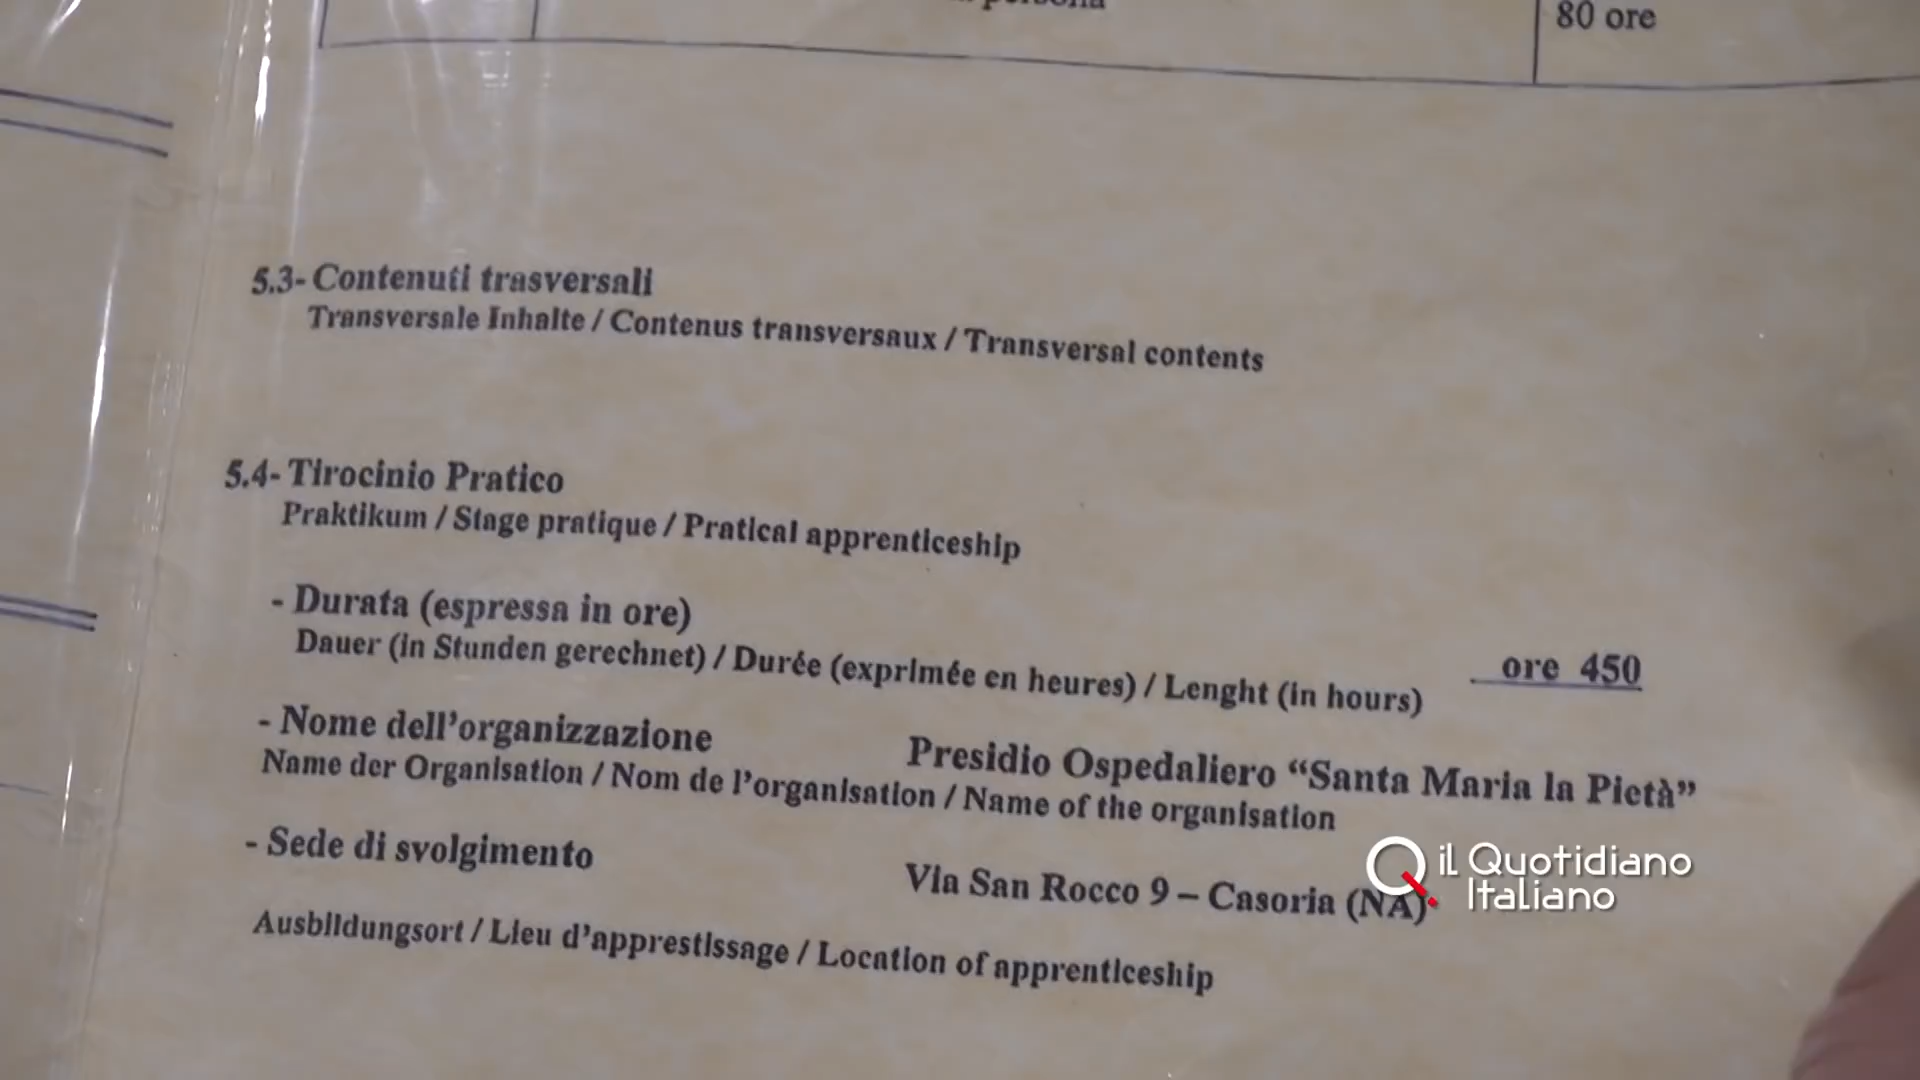 persona
80 ore
5.3- Contenuti trasversali
Transversale Inhalte / Contenus transversaux / Transversal contents
5.4- Tirocinio Pratico
Praktikum / Stage pratique / Pratical apprenticeship
- Durata (espressa in ore)
Dauer (in Stunden gerechnet) / Durée (exprimée en heures) / Lenght (in hours)
ore 450
- Nome dell'organizzazione
Presidio Ospedaliero “Santa Maria la Pietà”
Name der Organisation / Nom de l'organisation / Name of the organisation
- Sede di svolgimento
Via San Rocco 9 – Casoria (NA)
Ausbildungsort / Lieu d'apprestissage / Location of apprenticeship
il Quotidiano
Italiano